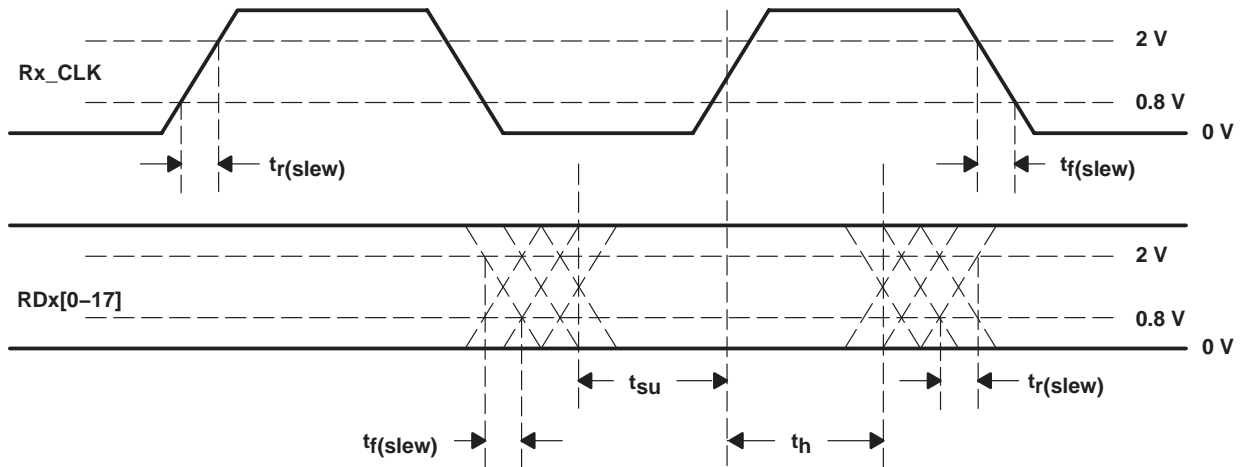 2 V
Rx_CLK
0.8 V
0 V
tr(slew)
tf(slew)
2 V
RDx[0–17]
0.8 V
0 V
tsu
tr(slew)
tf(slew)
th